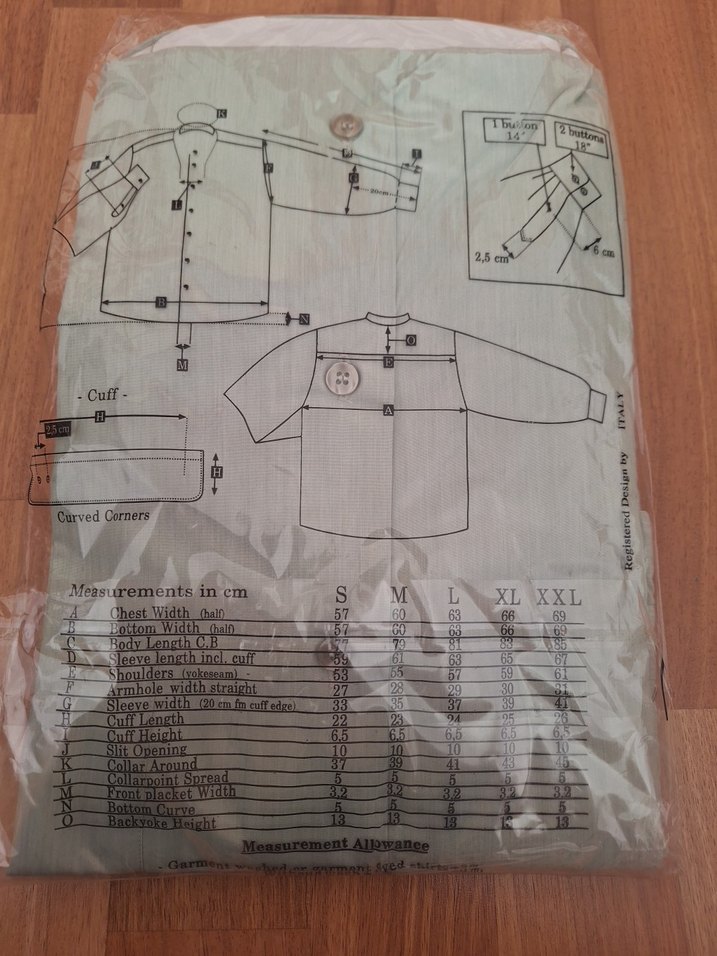 K
1 button
14"
2 buttons
18"
I
F
G
20cm
L
2,5 cm
6 cm
B
N
O
M
E
- Cuff -
A
H
2,5 cm
H
Curved Corners
Registered Design by ITALY
Measurements in cm S M L XL XXL
A Chest Width (half) 57 60 63 66 69
B Bottom Width (half) 57 60 63 66 69
C Body Length C.B 77 79 81 83 85
D Sleeve length incl. cuff 59 61 63 65 67
E Shoulders (yokeseam) - 53 55 57 59 61
F Armhole width straight 27 28 29 30 31
G Sleeve width (20 cm fm cuff edge) 33 35 37 39 41
H Cuff Length 22 23 24 25 26
I Cuff Height 6,5 6,5 6,5 6,5 6,5
J Slit Opening 10 10 10 10 10
K Collar Around 37 39 41 43 45
L Collarpoint Spread 5 5 5 5 5
M Front placket Width 3,2 3,2 3,2 3,2 3,2
N Bottom Curve 5 5 5 5 5
O Backyoke Height 13 13 13 13 13
Measurement Allowance
- Garment washed or garment dyed shirts